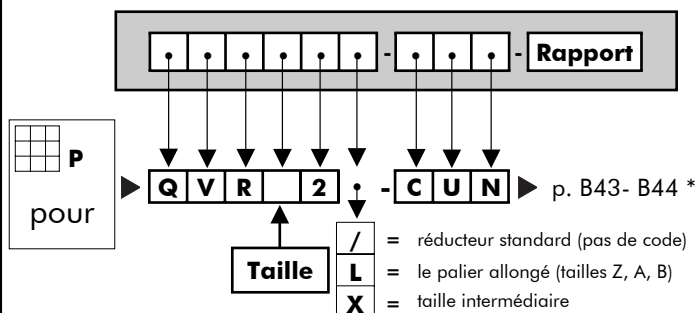 - - Rapport
P
pour
Q V R 2 - C U N p. B43- B44 *
Taille
/ = réducteur standard (pas de code)
L = le palier allongé (tailles Z, A, B)
X = taille intermédiaire